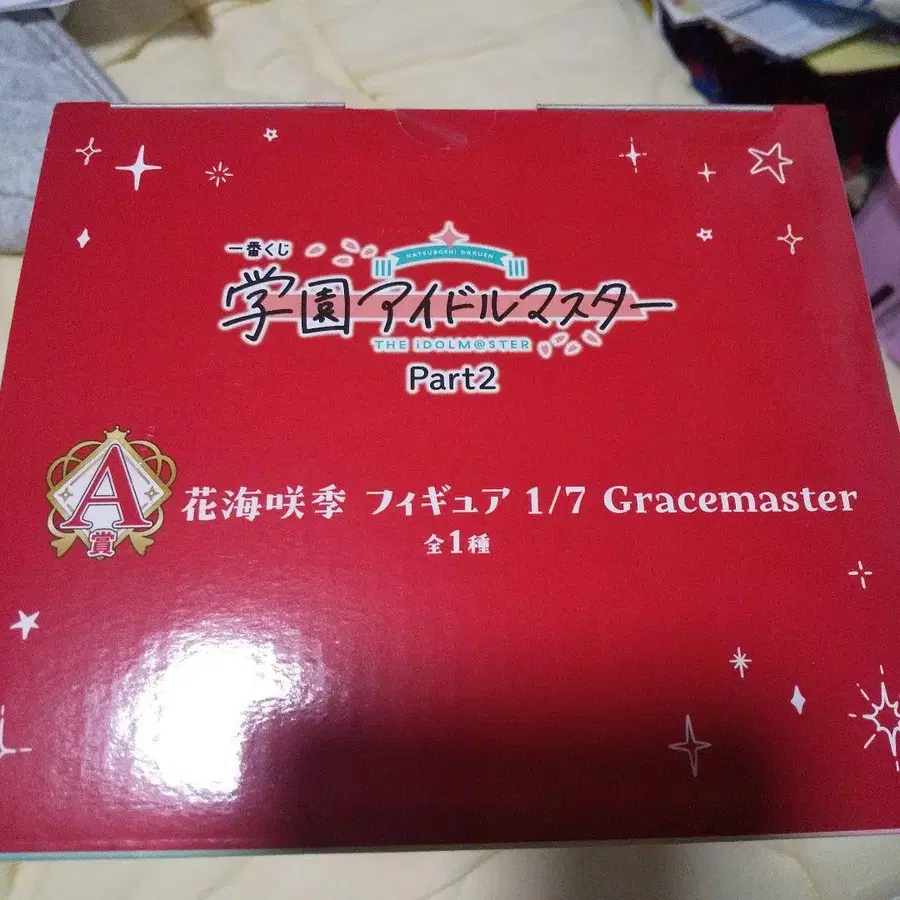 HATSUBOSHI GAKUEN
一番くじ
学園アイドルマスター
THE iDOLM@STER
Part2
A賞
花海咲季 フィギュア 1/7 Gracemaster
全1種